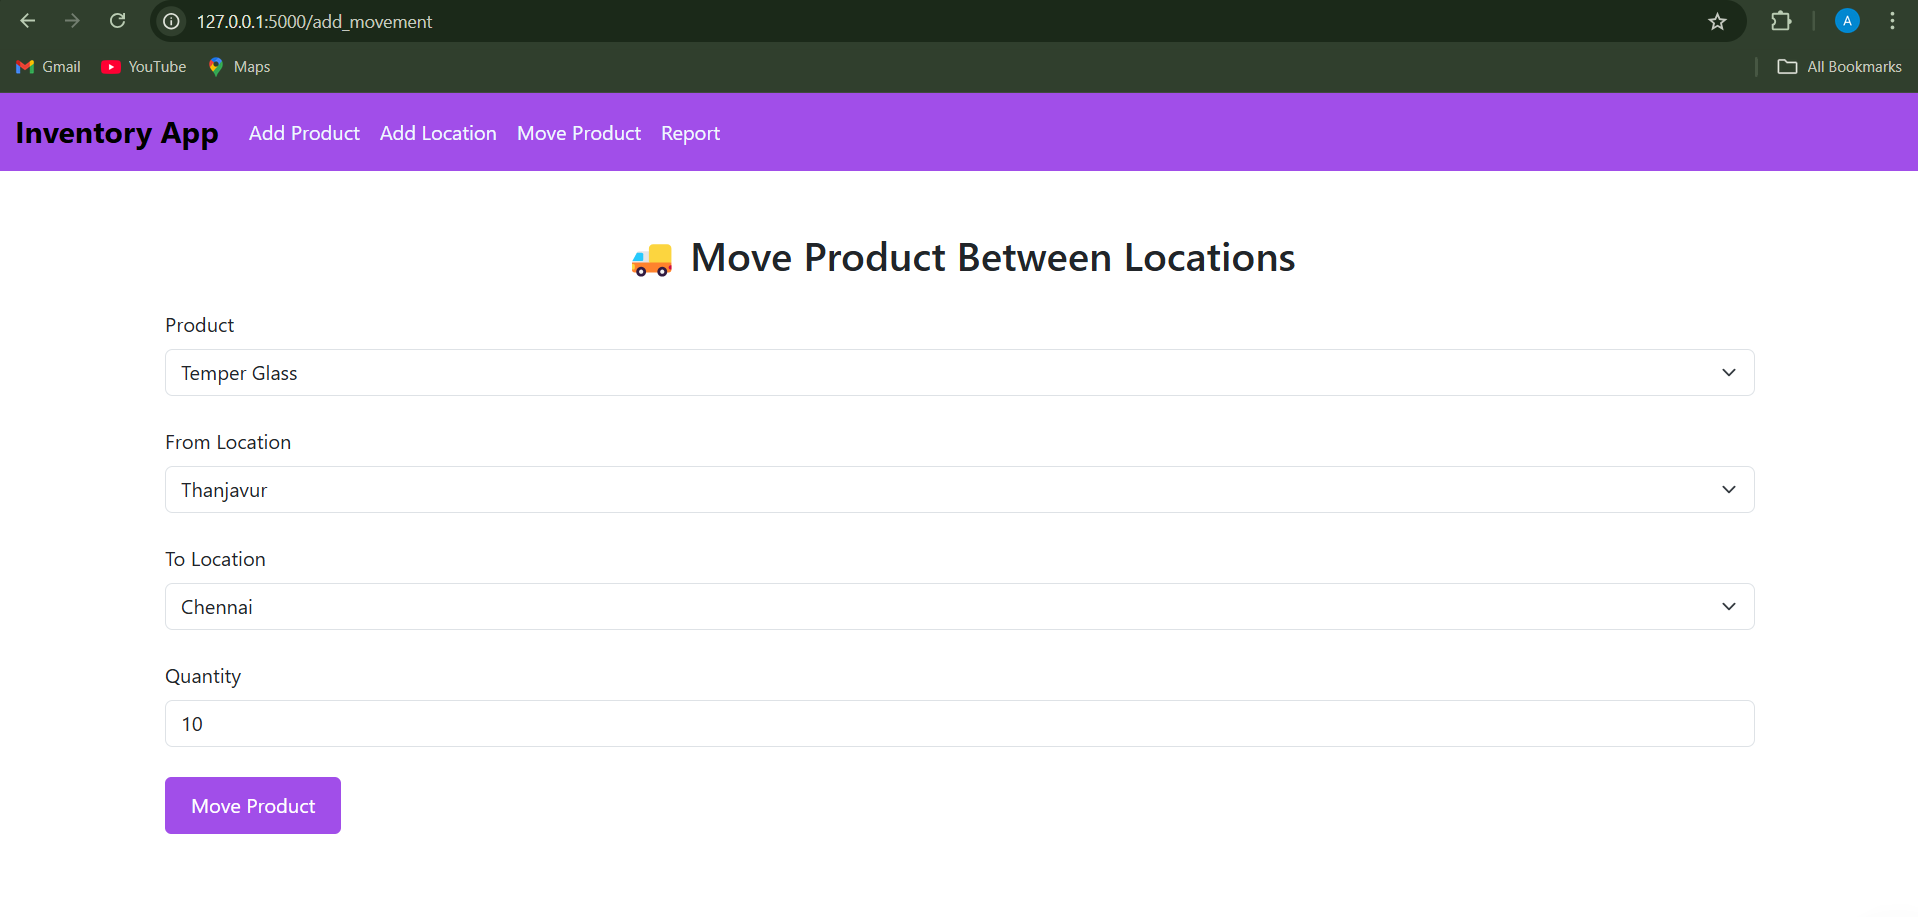 127.0.0.1:5000/add_movement
A
Gmail YouTube Maps All Bookmarks
Inventory App Add Product Add Location Move Product Report
Move Product Between Locations
Product
Temper Glass
From Location
Thanjavur
To Location
Chennai
Quantity
10
Move Product